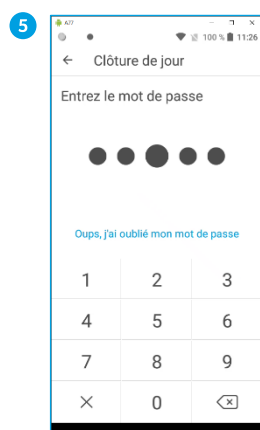 5
A77
100 % 11:26
Clôture de jour
Entrez le mot de passe
Oups, j'ai oublié mon mot de passe
1 2 3
4 5 6
7 8 9
0